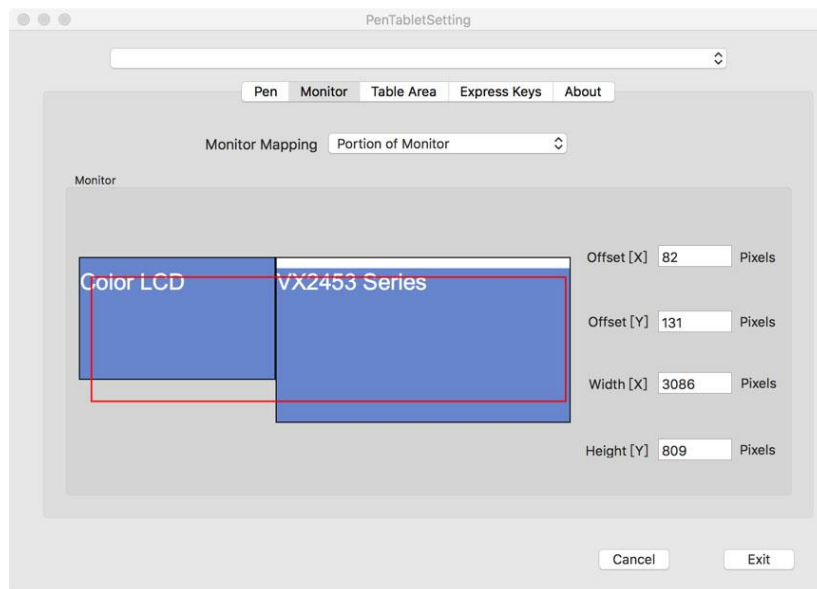 PenTabletSetting
Pen Monitor Table Area Express Keys About
Monitor Mapping Portion of Monitor
Monitor
Color LCD VX2453 Series
Offset [X] 82 Pixels
Offset [Y] 131 Pixels
Width [X] 3086 Pixels
Height [Y] 809 Pixels
Cancel Exit